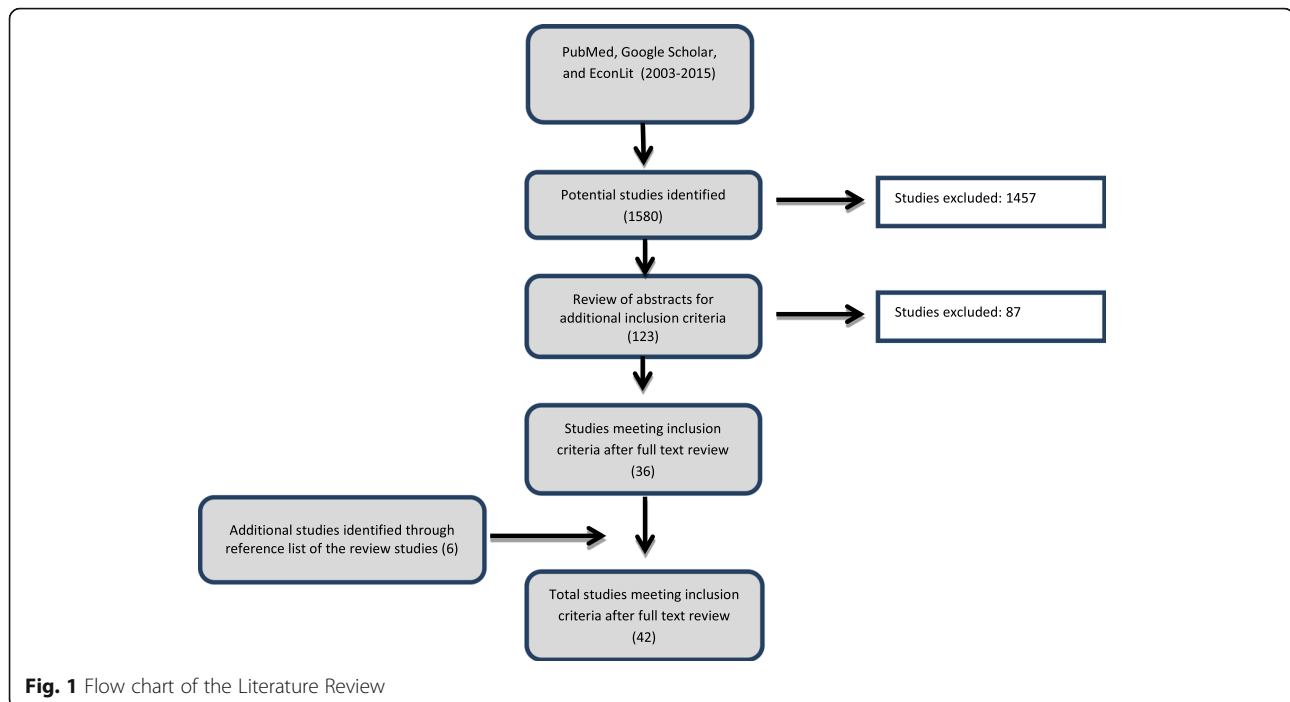 PubMed, Google Scholar,
and EconLit (2003-2015)
Potential studies identified
(1580)
Studies excluded: 1457
Review of abstracts for
additional inclusion criteria
(123)
Studies excluded: 87
Studies meeting inclusion
criteria after full text review
(36)
Additional studies identified through
reference list of the review studies (6)
Total studies meeting inclusion
criteria after full text review
(42)
Fig. 1 Flow chart of the Literature Review